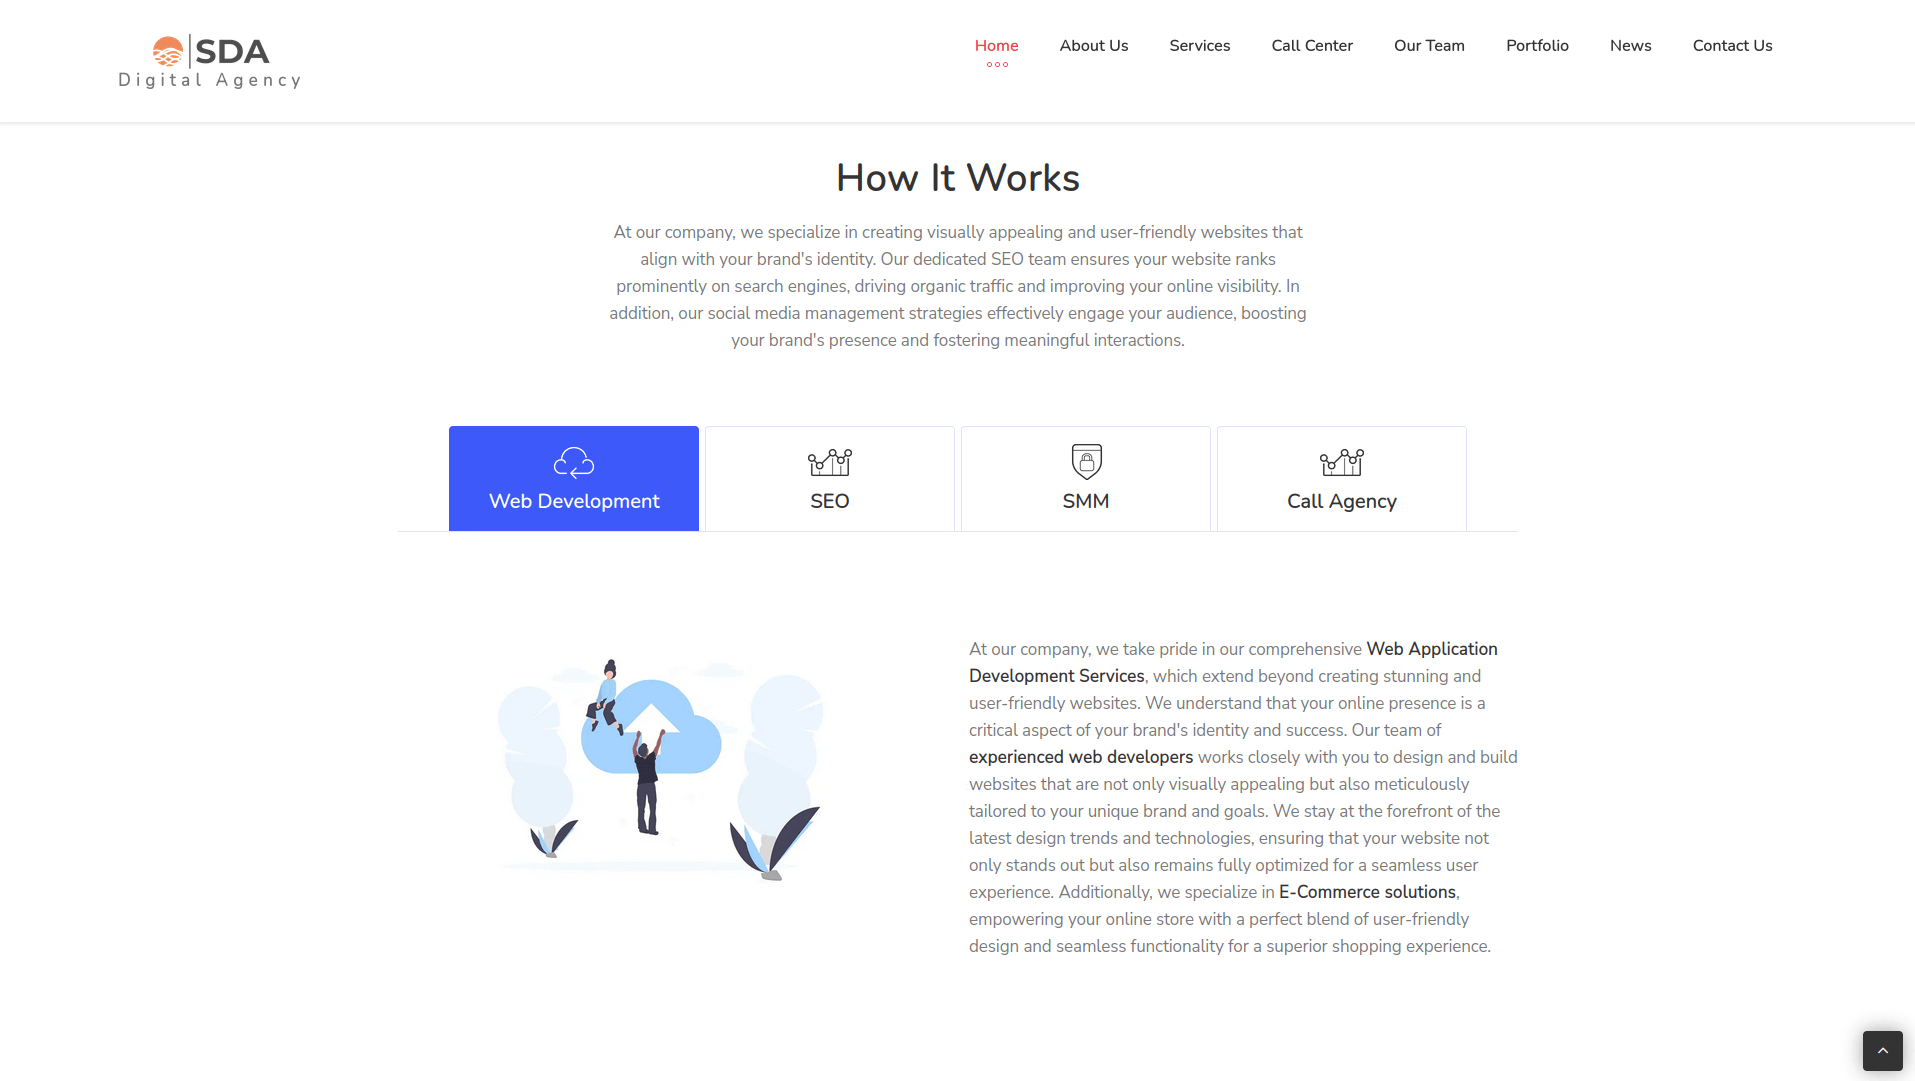 SDA
Digital Agency
Home About Us Services Call Center Our Team Portfolio News Contact Us
How It Works
At our company, we specialize in creating visually appealing and user-friendly websites that
align with your brand's identity. Our dedicated SEO team ensures your website ranks
prominently on search engines, driving organic traffic and improving your online visibility. In
addition, our social media management strategies effectively engage your audience, boosting
your brand's presence and fostering meaningful interactions.
Web Development SEO SMM Call Agency
At our company, we take pride in our comprehensive Web Application
Development Services, which extend beyond creating stunning and
user-friendly websites. We understand that your online presence is a
critical aspect of your brand's identity and success. Our team of
experienced web developers works closely with you to design and build
websites that are not only visually appealing but also meticulously
tailored to your unique brand and goals. We stay at the forefront of the
latest design trends and technologies, ensuring that your website not
only stands out but also remains fully optimized for a seamless user
experience. Additionally, we specialize in E-Commerce solutions,
empowering your online store with a perfect blend of user-friendly
design and seamless functionality for a superior shopping experience.